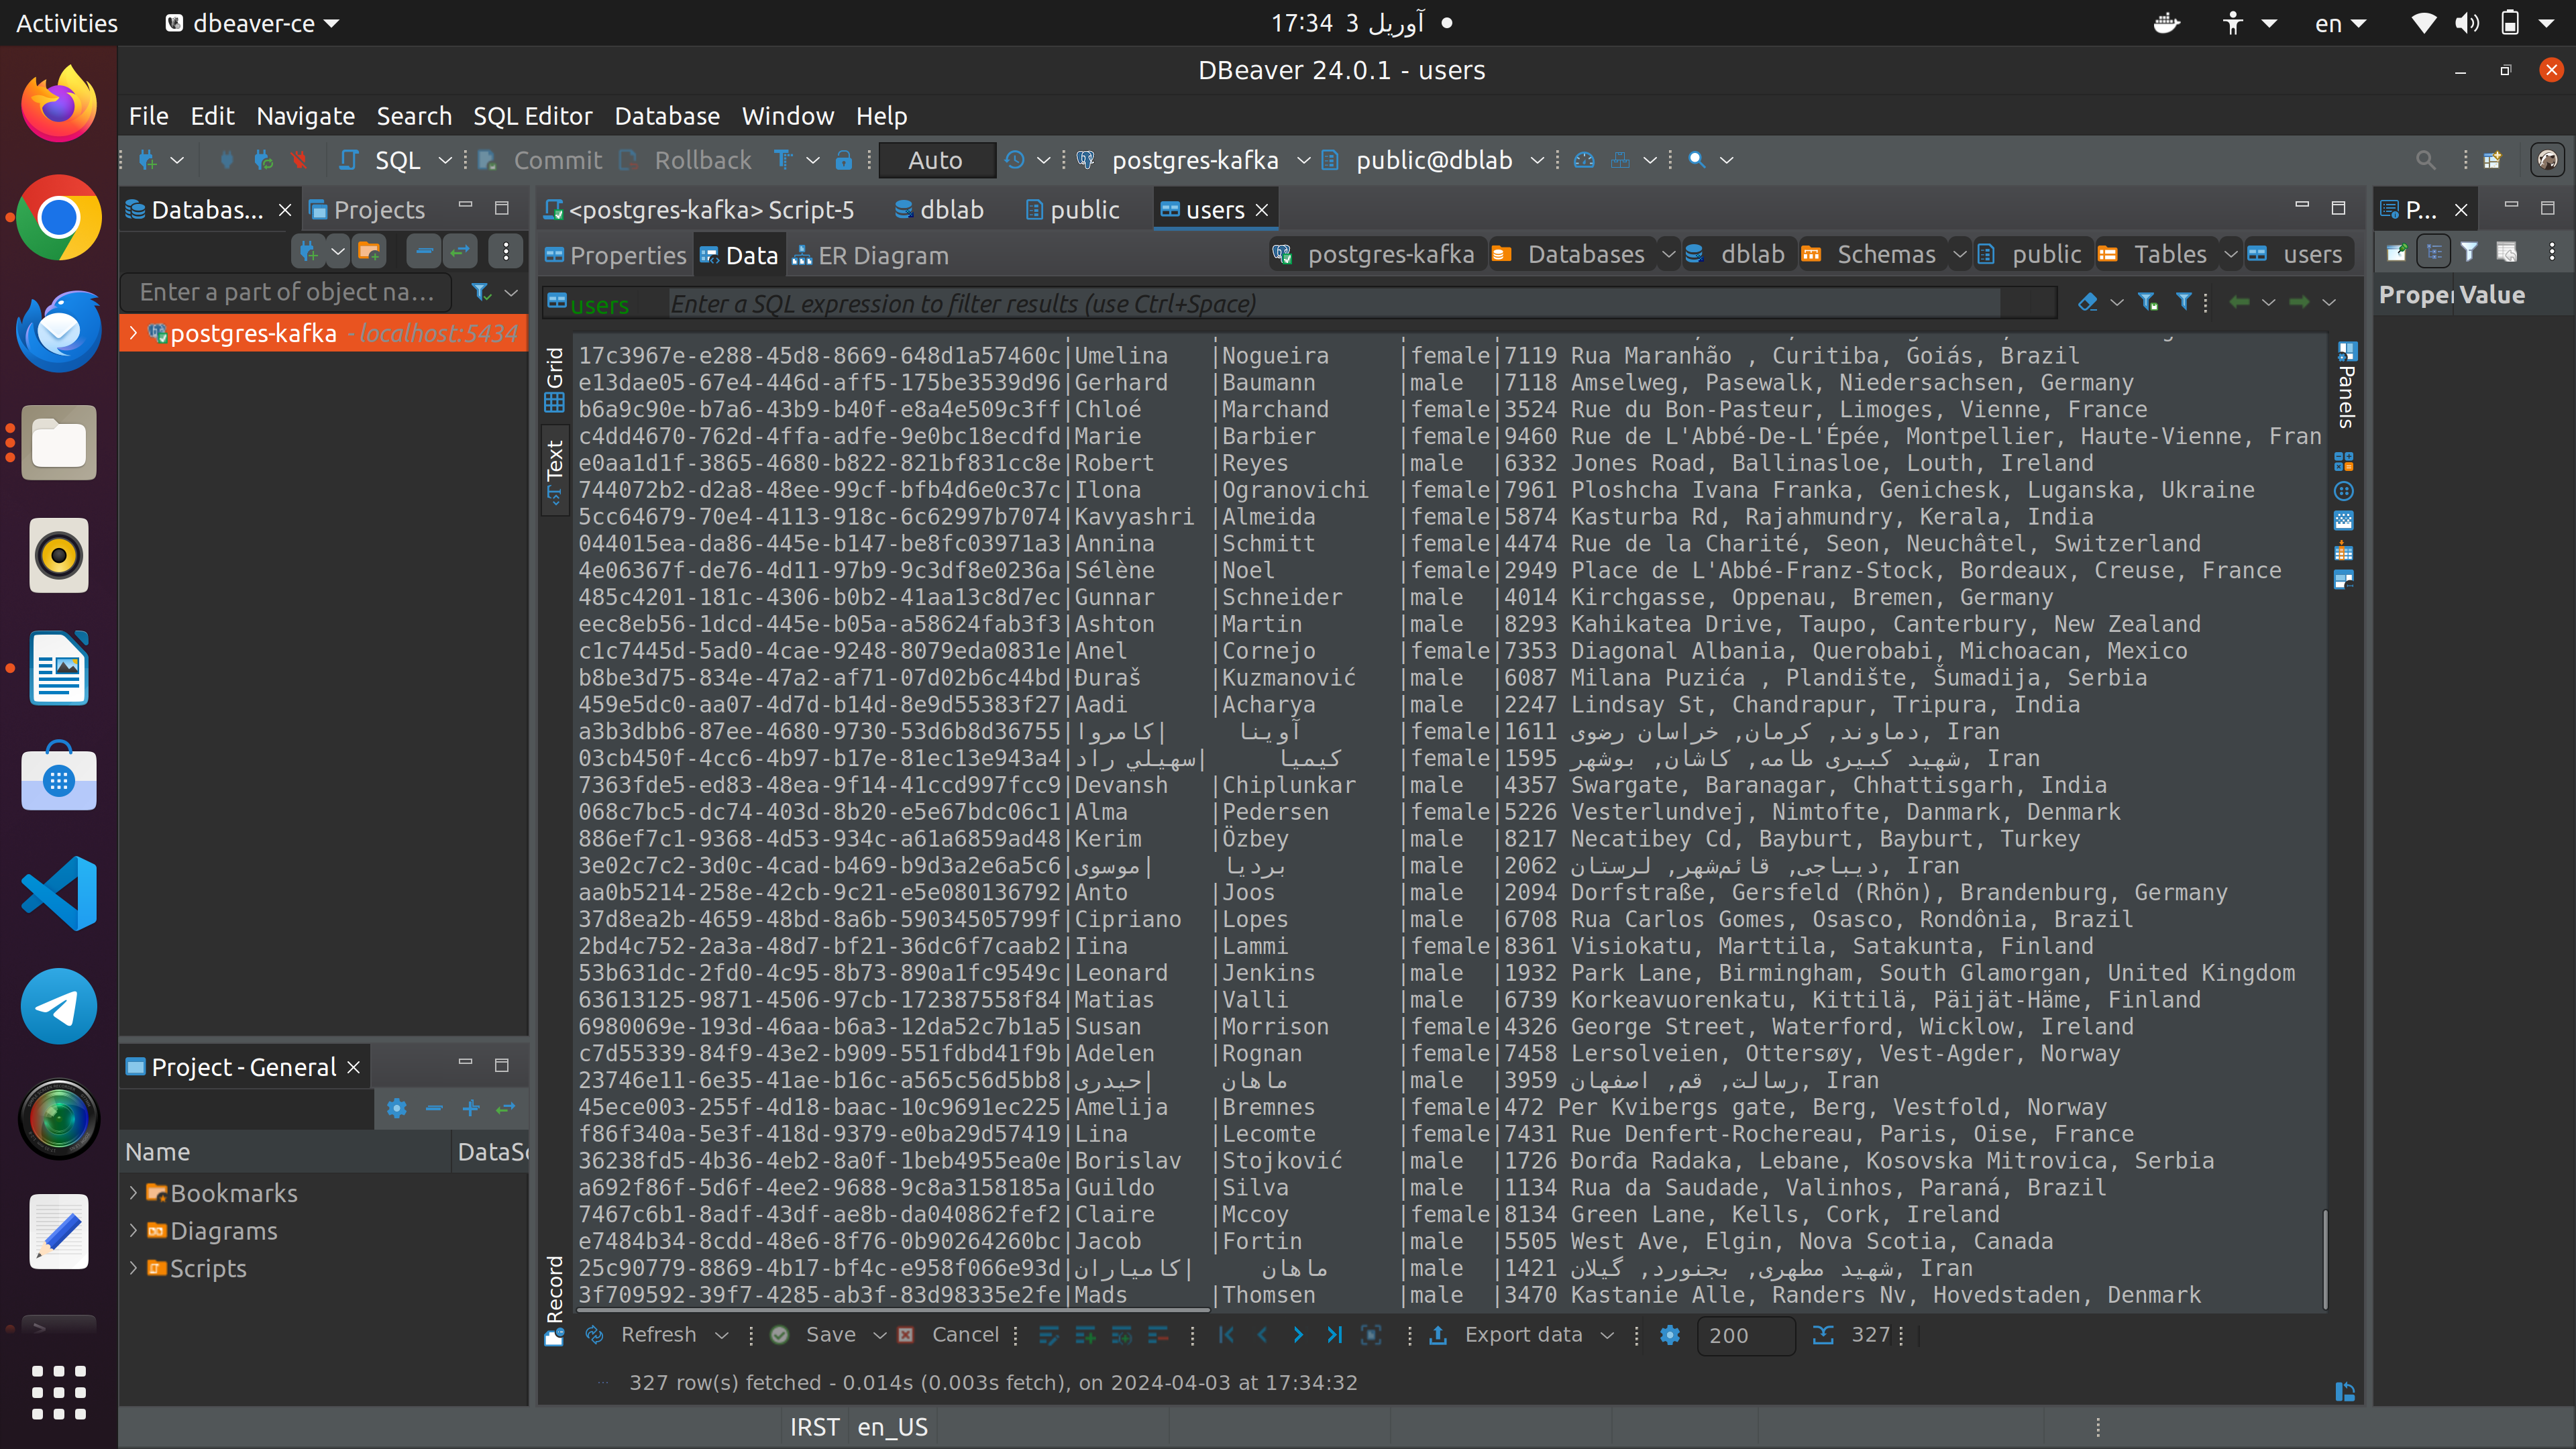 Activities dbeaver-ce 17:34 3 آوریل en
DBeaver 24.0.1 - users
File Edit Navigate Search SQL Editor Database Window Help
SQL Commit Rollback Auto postgres-kafka public@dblab
Databas... Projects
Enter a part of object na...
postgres-kafka - localhost:5434
<postgres-kafka> Script-5 dblab public users
Properties Data ER Diagram postgres-kafka Databases dblab Schemas public Tables users
users Enter a SQL expression to filter results (use Ctrl+Space)
Grid
Text
Record
17c3967e-e288-45d8-8669-648d1a57460c|Umelina |Nogueira |female|7119 Rua Maranhão , Curitiba, Goiás, Brazil
e13dae05-67e4-446d-aff5-175be3539d96|Gerhard |Baumann |male |7118 Amselweg, Pasewalk, Niedersachsen, Germany
b6a9c90e-b7a6-43b9-b40f-e8a4e509c3ff|Chloé |Marchand |female|3524 Rue du Bon-Pasteur, Limoges, Vienne, France
c4dd4670-762d-4ffa-adfe-9e0bc18ecdfd|Marie |Barbier |female|9460 Rue de L'Abbé-De-L'Épée, Montpellier, Haute-Vienne, Fran
e0aa1d1f-3865-4680-b822-821bf831cc8e|Robert |Reyes |male |6332 Jones Road, Ballinasloe, Louth, Ireland
744072b2-d2a8-48ee-99cf-bfb4d6e0c37c|Ilona |Ogranovichi |female|7961 Ploshcha Ivana Franka, Genichesk, Luganska, Ukraine
5cc64679-70e4-4113-918c-6c62997b7074|Kavyashri |Almeida |female|5874 Kasturba Rd, Rajahmundry, Kerala, India
044015ea-da86-445e-b147-be8fc03971a3|Annina |Schmitt |female|4474 Rue de la Charité, Seon, Neuchâtel, Switzerland
4e06367f-de76-4d11-97b9-9c3df8e0236a|Sélène |Noel |female|2949 Place de L'Abbé-Franz-Stock, Bordeaux, Creuse, France
485c4201-181c-4306-b0b2-41aa13c8d7ec|Gunnar |Schneider |male |4014 Kirchgasse, Oppenau, Bremen, Germany
eec8eb56-1dcd-445e-b05a-a58624fab3f3|Ashton |Martin |male |8293 Kahikatea Drive, Taupo, Canterbury, New Zealand
c1c7445d-5ad0-4cae-9248-8079eda0831e|Anel |Cornejo |female|7353 Diagonal Albania, Querobabi, Michoacan, Mexico
b8be3d75-834e-47a2-af71-07d02b6c44bd|Đuraš |Kuzmanović |male |6087 Milana Puzića , Plandište, Šumadija, Serbia
459e5dc0-aa07-4d7d-b14d-8e9d55383f27|Aadi |Acharya |male |2247 Lindsay St, Chandrapur, Tripura, India
a3b3dbb6-87ee-4680-9730-53d6b8d36755|آوینا |کامروا |female|1611 دماوند, کرمان, خراسان رضوی, Iran
03cb450f-4cc6-4b97-b17e-81ec13e943a4|کیمیا |سهيلي راد |female|1595 شهید کبیری طامه, کاشان, بوشهر, Iran
7363fde5-ed83-48ea-9f14-41ccd997fcc9|Devansh |Chiplunkar |male |4357 Swargate, Baranagar, Chhattisgarh, India
068c7bc5-dc74-403d-8b20-e5e67bdc06c1|Alma |Pedersen |female|5226 Vesterlundvej, Nimtofte, Danmark, Denmark
886ef7c1-9368-4d53-934c-a61a6859ad48|Kerim |Özbey |male |8217 Necatibey Cd, Bayburt, Bayburt, Turkey
3e02c7c2-3d0c-4cad-b469-b9d3a2e6a5c6|بردیا |موسوی |male |2062 دیباجی, قائم‌شهر, لرستان, Iran
aa0b5214-258e-42cb-9c21-e5e080136792|Anto |Joos |male |2094 Dorfstraße, Gersfeld (Rhön), Brandenburg, Germany
37d8ea2b-4659-48bd-8a6b-59034505799f|Cipriano |Lopes |male |6708 Rua Carlos Gomes, Osasco, Rondônia, Brazil
2bd4c752-2a3a-48d7-bf21-36dc6f7caab2|Iina |Lammi |female|8361 Visiokatu, Marttila, Satakunta, Finland
53b631dc-2fd0-4c95-8b73-890a1fc9549c|Leonard |Jenkins |male |1932 Park Lane, Birmingham, South Glamorgan, United Kingdom
63613125-9871-4506-97cb-172387558f84|Matias |Valli |male |6739 Korkeavuorenkatu, Kittilä, Päijät-Häme, Finland
6980069e-193d-46aa-b6a3-12da52c7b1a5|Susan |Morrison |female|4326 George Street, Waterford, Wicklow, Ireland
c7d55339-84f9-43e2-b909-551fdbd41f9b|Adelen |Rognan |female|7458 Lersolveien, Ottersøy, Vest-Agder, Norway
23746e11-6e35-41ae-b16c-a565c56d5bb8|ماهان |حیدری |male |3959 رسالت, قم, اصفهان, Iran
45ece003-255f-4d18-baac-10c9691ec225|Amelija |Bremnes |female|472 Per Kvibergs gate, Berg, Vestfold, Norway
f86f340a-5e3f-418d-9379-e0ba29d57419|Lina |Lecomte |female|7431 Rue Denfert-Rochereau, Paris, Oise, France
36238fd5-4b36-4eb2-8a0f-1beb4955ea0e|Borislav |Stojković |male |1726 Đorđa Radaka, Lebane, Kosovska Mitrovica, Serbia
a692f86f-5d6f-4ee2-9688-9c8a3158185a|Guildo |Silva |male |1134 Rua da Saudade, Valinhos, Paraná, Brazil
7467c6b1-8adf-43df-ae8b-da040862fef2|Claire |Mccoy |female|8134 Green Lane, Kells, Cork, Ireland
e7484b34-8cdd-48e6-8f76-0b90264260bc|Jacob |Fortin |male |5505 West Ave, Elgin, Nova Scotia, Canada
25c90779-8869-4b17-bf4c-e958f066e93d|ماهان |کامیاران |male |1421 شهید مطهری, بجنورد, گیلان, Iran
3f709592-39f7-4285-ab3f-83d98335e2fe|Mads |Thomsen |male |3470 Kastanie Alle, Randers Nv, Hovedstaden, Denmark
Refresh Save Cancel Export data 200 327
327 row(s) fetched - 0.014s (0.003s fetch), on 2024-04-03 at 17:34:32
Panels
P...
Proper Value
Project - General
Name DataSo
Bookmarks
Diagrams
Scripts
IRST en_US